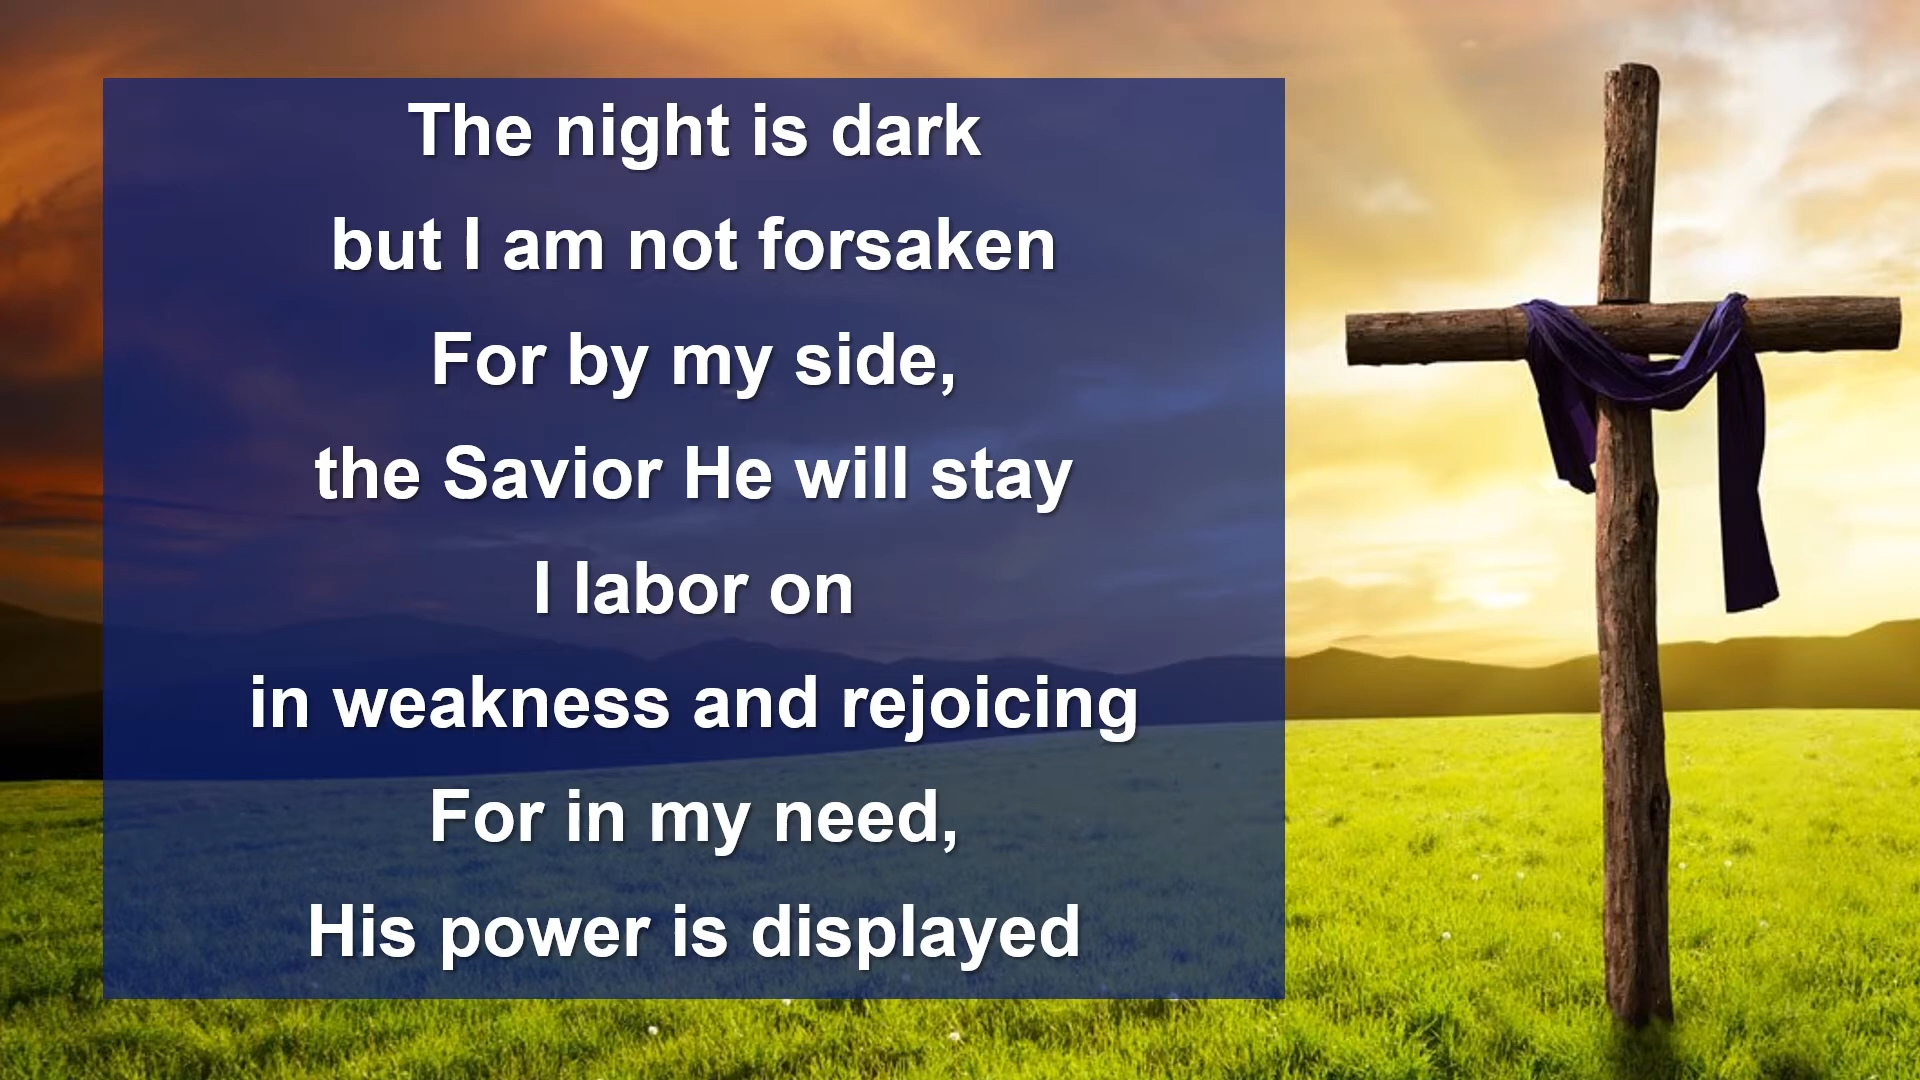 The night is dark
but I am not forsaken
For by my side,
the Savior He will stay
I labor on
in weakness and rejoicing
For in my need,
His power is displayed